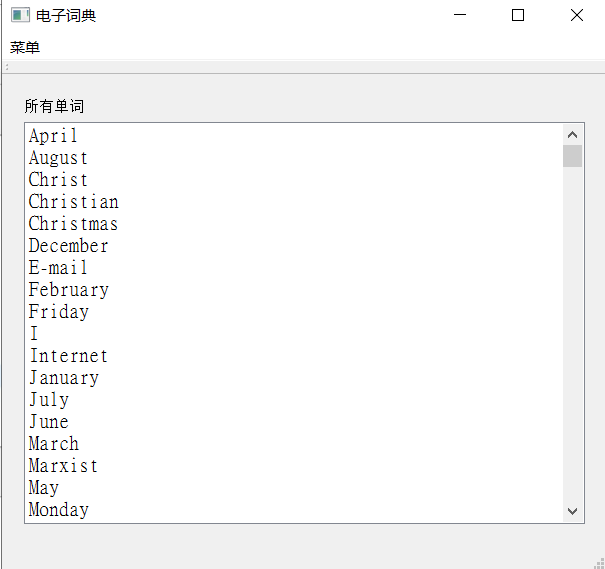 电子词典
菜单
所有单词
April
August
Christ
Christian
Christmas
December
E-mail
February
Friday
I
Internet
January
July
June
March
Marxist
May
Monday